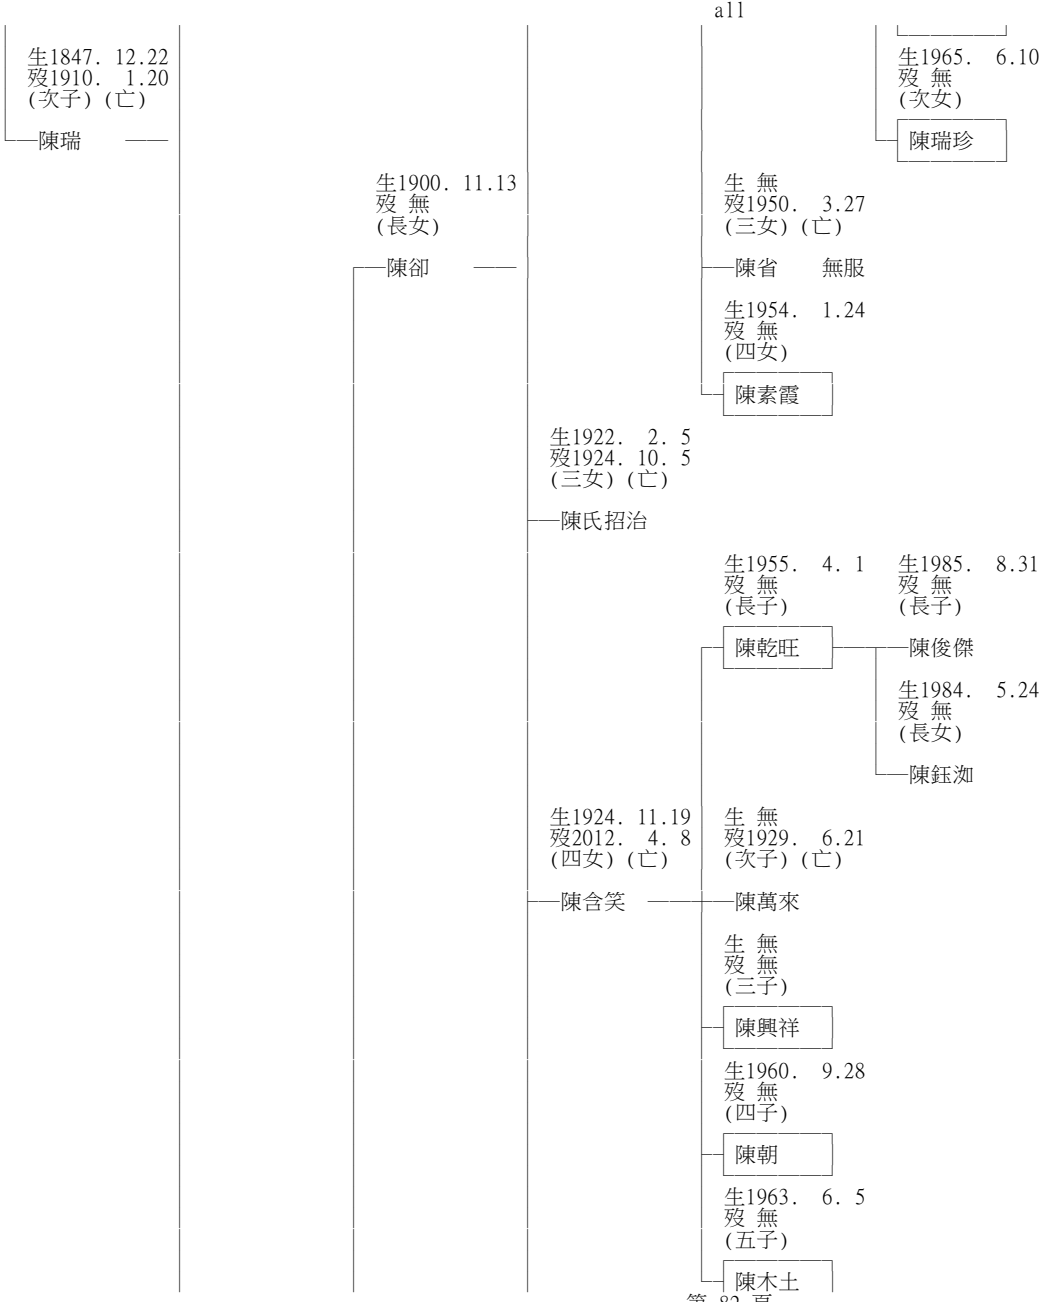 all
生1847. 12.22
歿1910.  1.20
(次子)(亡)
陳瑞
生1965.  6.10
歿 無
(次女)
陳瑞珍
生1900. 11.13
歿 無
(長女)
陳卻
生 無
歿1950.  3.27
(三女)(亡)
陳省    無服
生1954.  1.24
歿 無
(四女)
陳素霞
生1922.  2. 5
歿1924. 10. 5
(三女)(亡)
陳氏招治
生1955.  4. 1
歿 無
(長子)
陳乾旺
生1985.  8.31
歿 無
(長子)
陳俊傑
生1984.  5.24
歿 無
(長女)
陳鈺洳
生1924. 11.19
歿2012.  4. 8
(四女)(亡)
陳含笑
生 無
歿1929.  6.21
(次子)(亡)
陳萬來
生 無
歿 無
(三子)
陳興祥
生1960.  9.28
歿 無
(四子)
陳朝
生1963.  6. 5
歿 無
(五子)
陳木土
第 82 頁